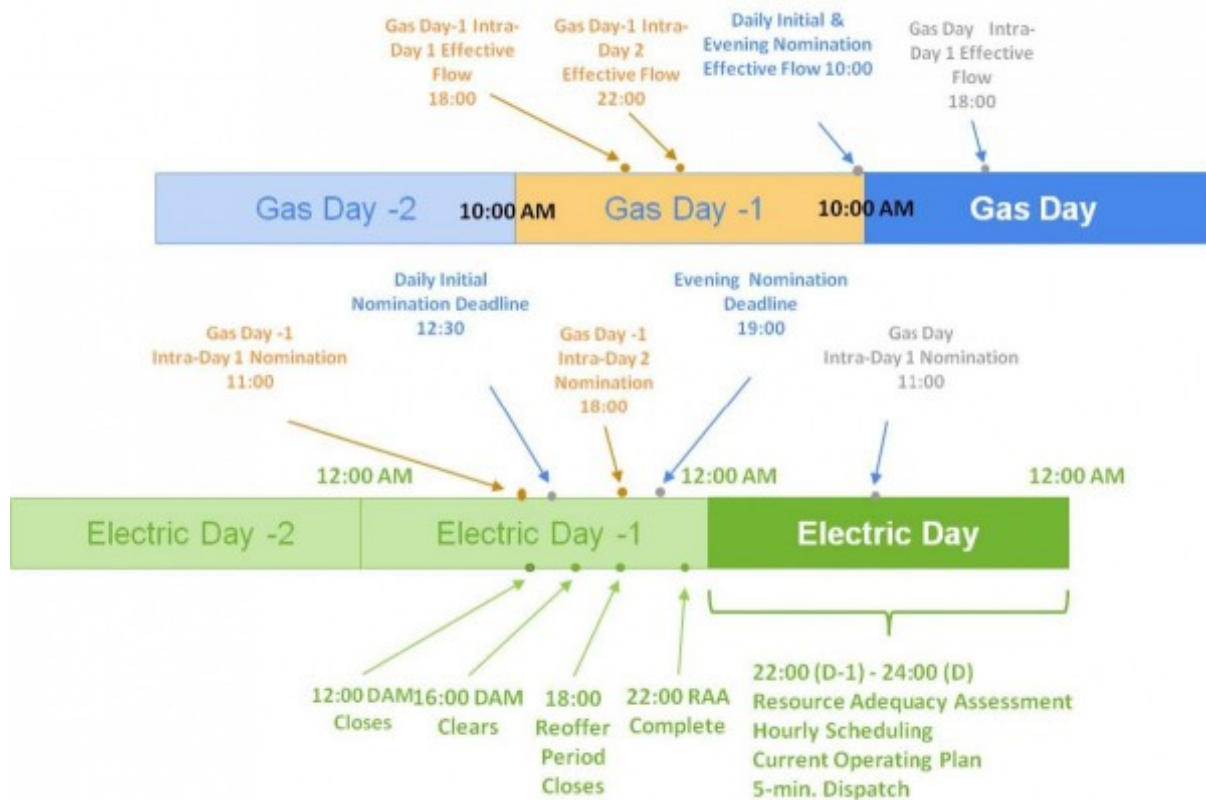 Gas Day-1 Intra-
Day 1 Effective
Flow
18:00
Gas Day-1 Intra-
Day 2
Effective Flow
22:00
Daily Initial &
Evening Nomination
Effective Flow 10:00
Gas Day Intra-
Day 1 Effective
Flow
18:00
Gas Day -2
10:00 AM
Gas Day -1
10:00 AM
Gas Day
Daily Initial
Nomination Deadline
12:30
Evening Nomination
Deadline
19:00
Gas Day -1
Intra-Day 1 Nomination
11:00
Gas Day -1
Intra-Day 2
Nomination
18:00
Gas Day
Intra-Day 1 Nomination
11:00
12:00 AM
12:00 AM
12:00 AM
Electric Day -2
Electric Day -1
Electric Day
12:00 DAM
Closes
16:00 DAM
Clears
18:00
Reoffer
Period
Closes
22:00 RAA
Complete
22:00 (D-1) - 24:00 (D)
Resource Adequacy Assessment
Hourly Scheduling
Current Operating Plan
5-min. Dispatch